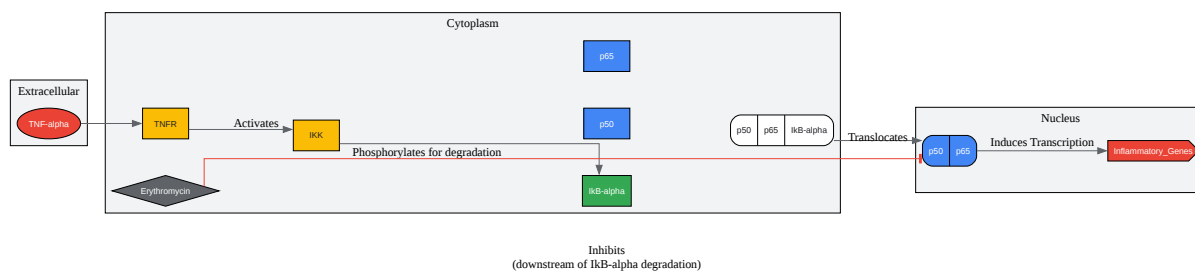 Cytoplasm
Extracellular
TNF-alpha
TNFR
Activates
IKK
Phosphorylates for degradation
Erythromycin
p65
p50
IkB-alpha
p50
p65
IkB-alpha
Translocates
Nucleus
p50
p65
Induces Transcription
Inflammatory_Genes
Inhibits
(downstream of IkB-alpha degradation)